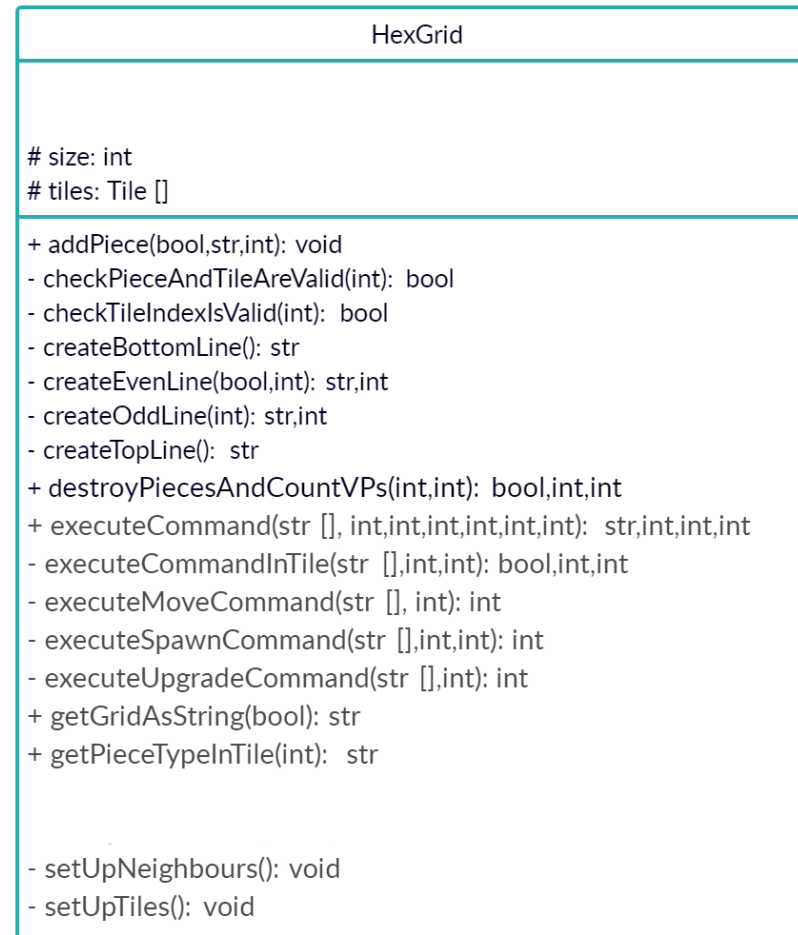 HexGrid
# size: int
# tiles: Tile []
+ addPiece(bool,str,int): void
- checkPieceAndTileAreValid(int): bool
- checkTileIndexIsValid(int): bool
- createBottomLine(): str
- createEvenLine(bool,int): str,int
- createOddLine(int): str,int
- createTopLine(): str
+ destroyPiecesAndCountVPs(int,int): bool,int,int
+ executeCommand(str [], int,int,int,int,int,int): str,int,int,int
- executeCommandInTile(str [],int,int): bool,int,int
- executeMoveCommand(str [], int): int
- executeSpawnCommand(str [],int,int): int
- executeUpgradeCommand(str [],int): int
+ getGridAsString(bool): str
+ getPieceTypeInTile(int): str
- setUpNeighbours(): void
- setUpTiles(): void